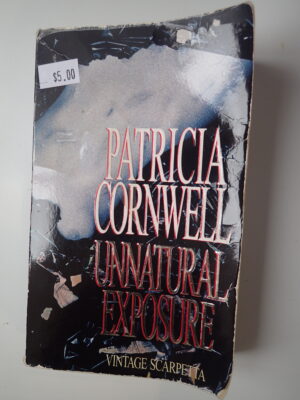 $5.00
PATRICIA
CORNWELL
UNNATURAL
EXPOSURE
VINTAGE SCARPETTA